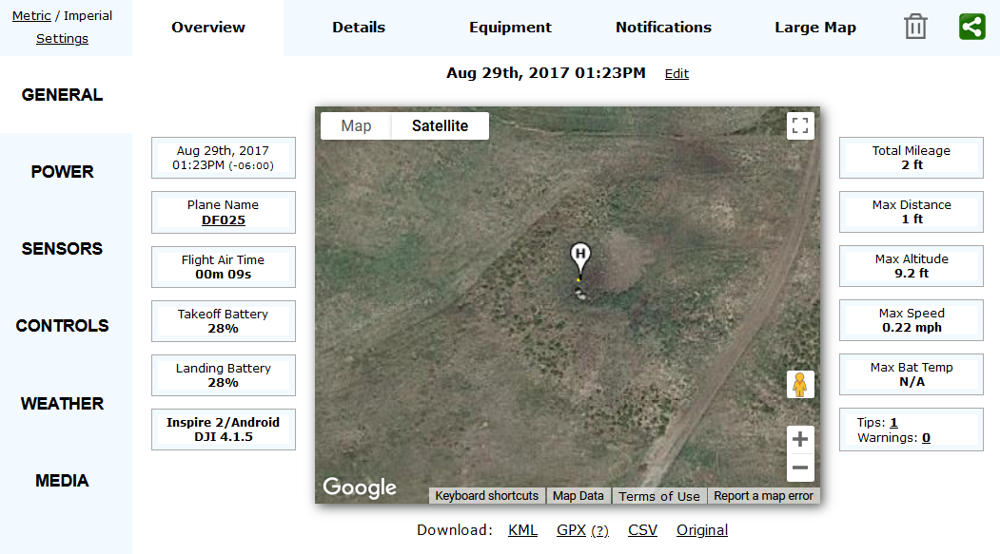 Metric / Imperial
Settings
Overview
Details
Equipment
Notifications
Large Map
Aug 29th, 2017 01:23PM Edit
GENERAL
POWER
SENSORS
CONTROLS
WEATHER
MEDIA
Aug 29th, 2017
01:23PM (-06:00)
Plane Name
DF025
Flight Air Time
00m 09s
Takeoff Battery
28%
Landing Battery
28%
Inspire 2/Android
DJI 4.1.5
Map
Satellite
H
Google
Keyboard shortcuts
Map Data
Terms of Use
Report a map error
Total Mileage
2 ft
Max Distance
1 ft
Max Altitude
9.2 ft
Max Speed
0.22 mph
Max Bat Temp
N/A
Tips: 1
Warnings: 0
Download: KML GPX (?) CSV Original